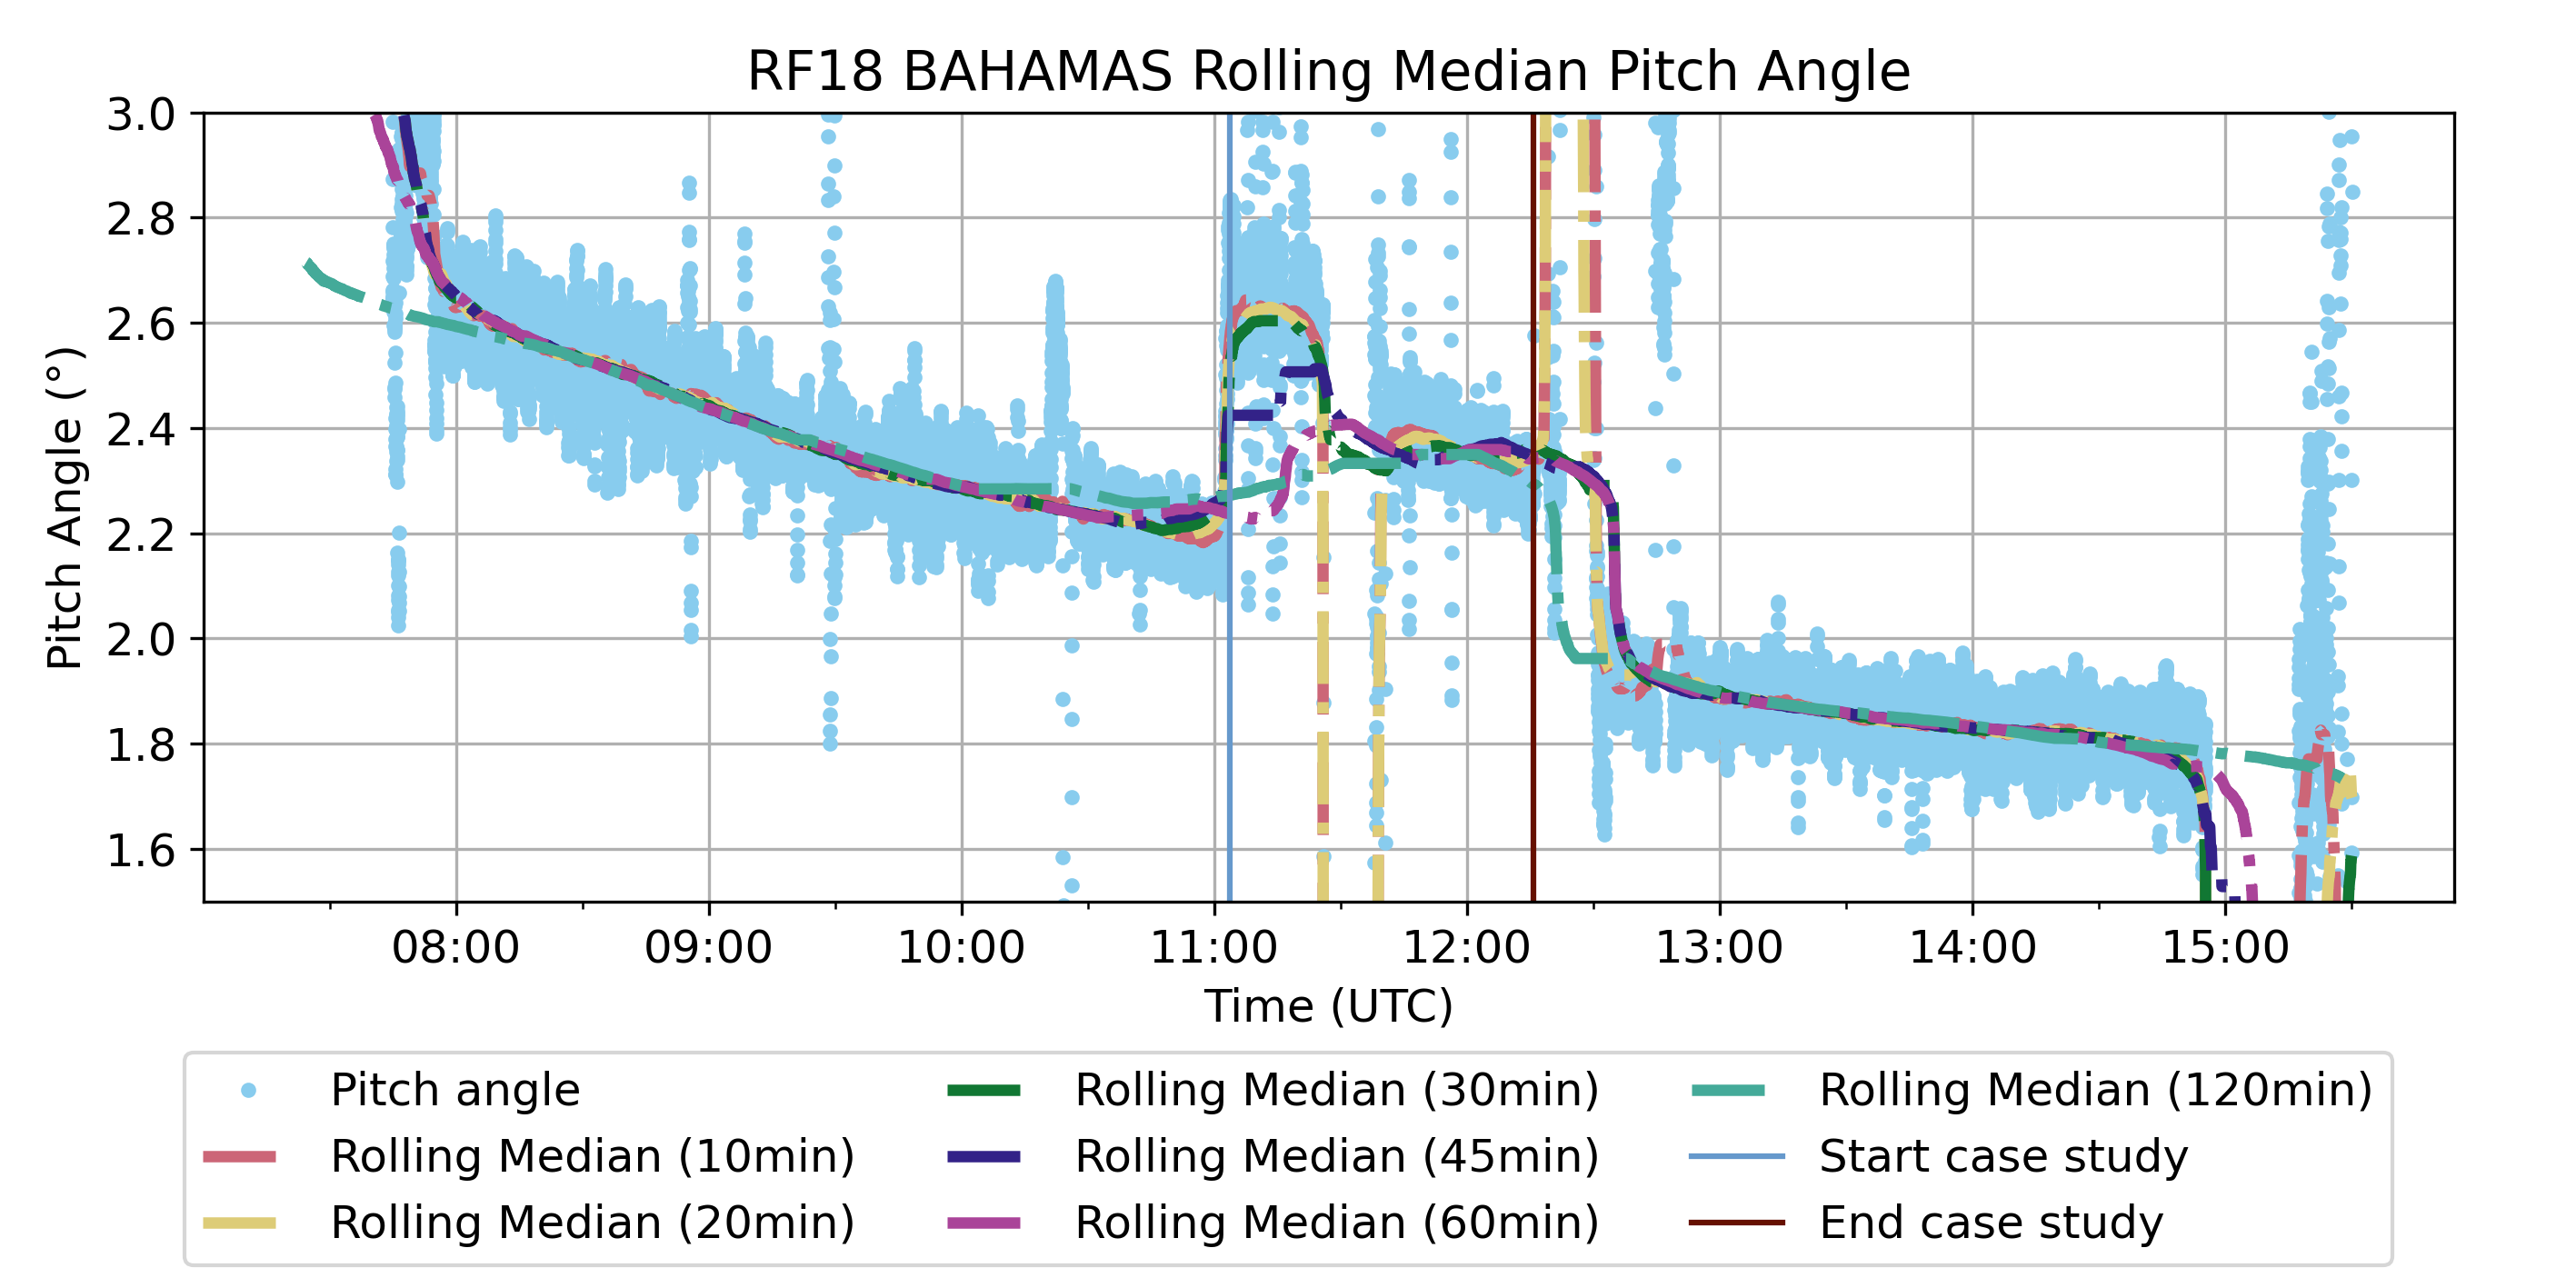 RF18 BAHAMAS Rolling Median Pitch Angle
3.0
2.8
2.6
2.4
2.2
2.0
1.8
1.6
Pitch Angle (°)
08:00 09:00 10:00 11:00 12:00 13:00 14:00 15:00
Time (UTC)
Pitch angle
Rolling Median (10min)
Rolling Median (20min)
Rolling Median (30min)
Rolling Median (45min)
Rolling Median (60min)
Rolling Median (120min)
Start case study
End case study